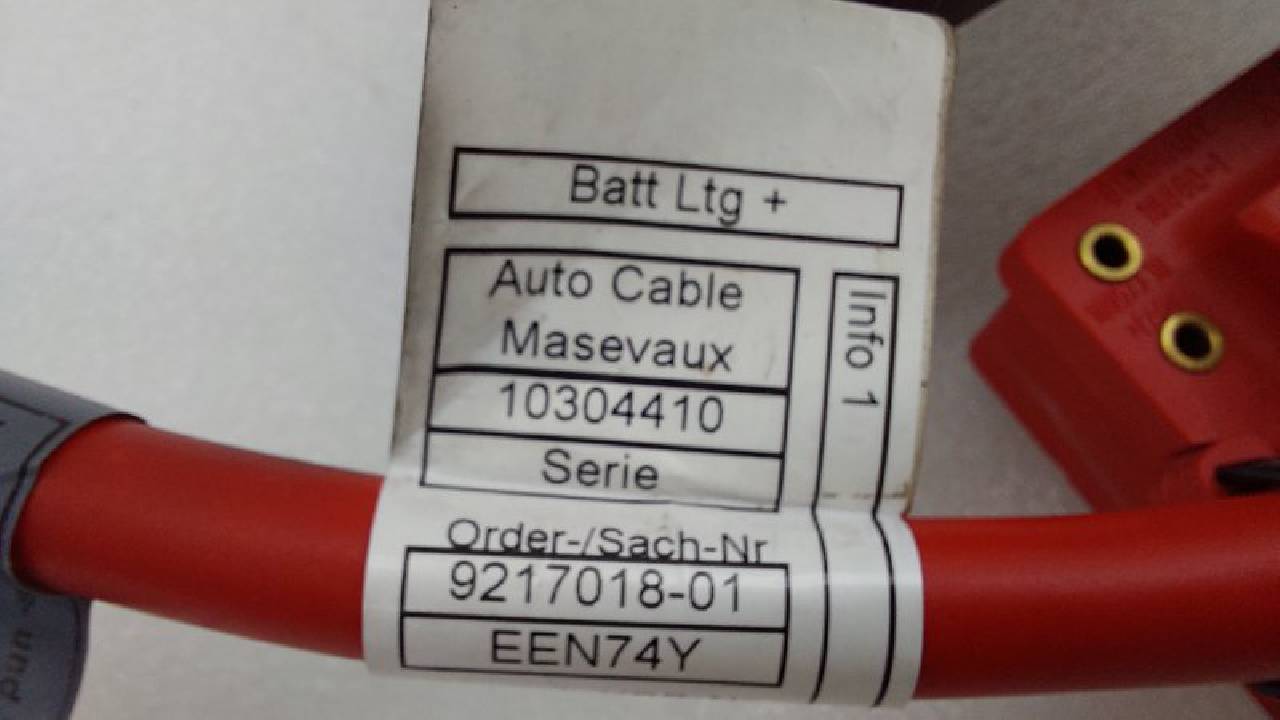 Batt Ltg +
Auto Cable
Masevaux
10304410
Serie
Info 1
Order-/Sach-Nr
9217018-01
EEN74Y